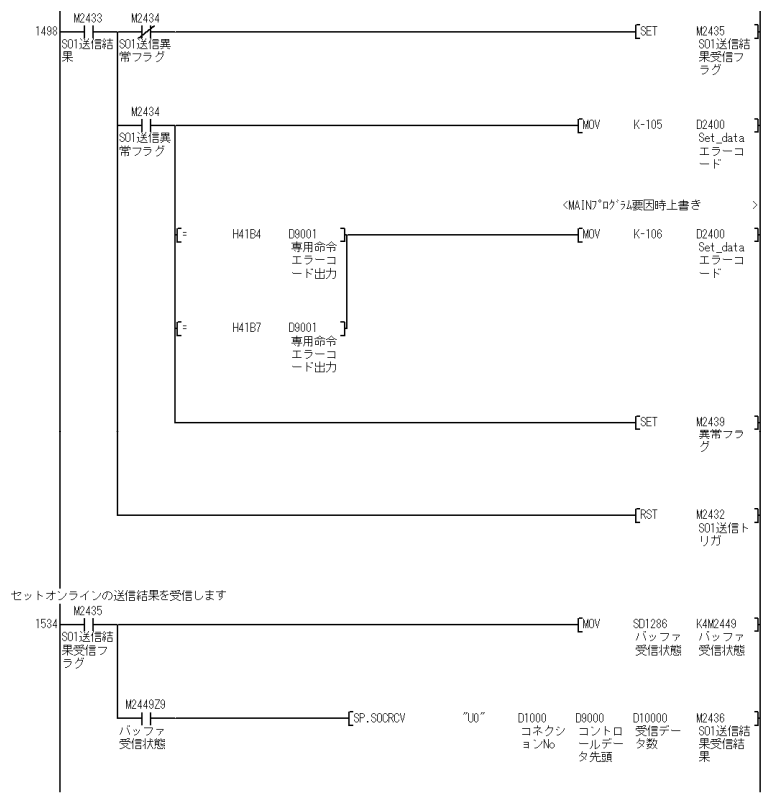 M2433 M2434
1498 SET M2435
S01送信結 S01送信異 S01送信結
果 常フラグ 果受信フ
ラグ
M2434
MOV K-105 D2400
S01送信異 Set_data
常フラグ エラーコ
ード
<MAINﾌﾟﾛｸﾞﾗﾑ要因時上書き >
= H41B4 D9001 MOV K-106 D2400
専用命令 Set_data
エラーコ エラーコ
ード出力 ード
= H41B7 D9001
専用命令
エラーコ
ード出力
SET M2439
異常フラ
グ
RST M2432
S01送信ト
リガ
セットオンラインの送信結果を受信します
M2435
1534 MOV SD1286 K4M2449
S01送信結 バッファ バッファ
果受信フ 受信状態 受信状態
ラグ
M2449Z9
SP.SOCRCV "U0" D1000 D9000 D10000 M2436
バッファ コネクシ コントロ 受信デー S01送信結
受信状態 ョンNo ールデー タ数 果受信結
タ先頭 果